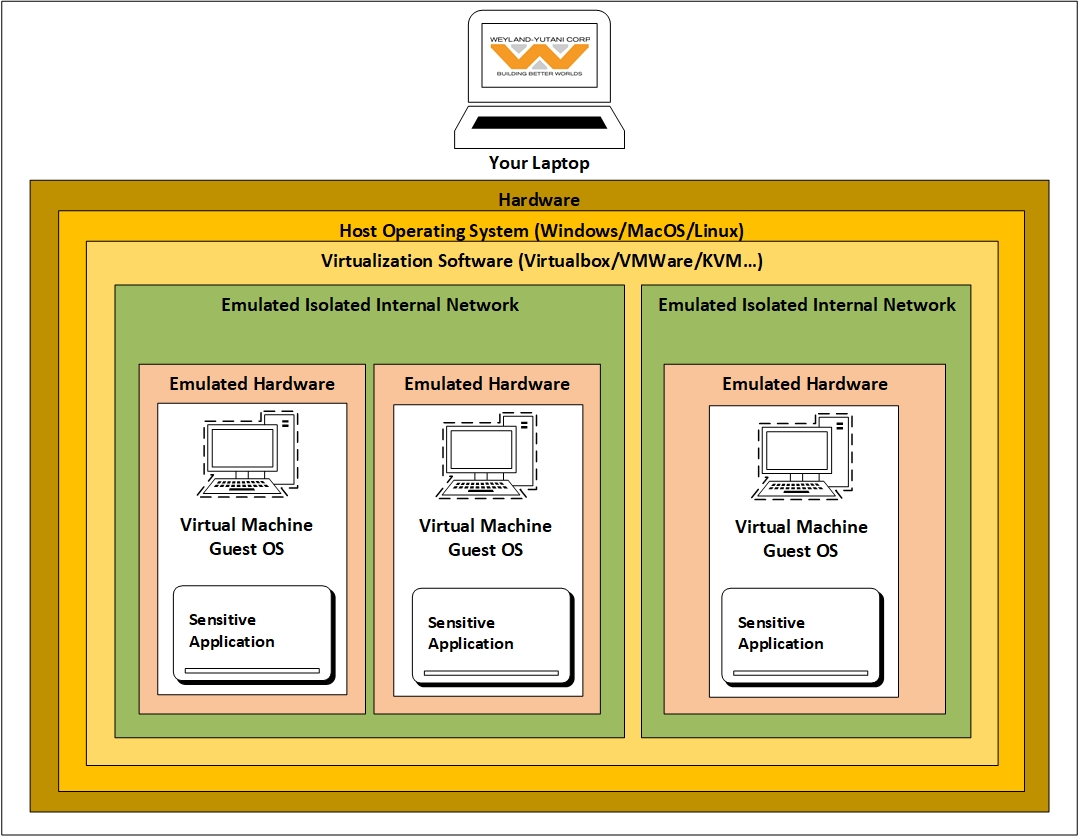 WEYLAND-YUTANI CORP
BUILDING BETTER WORLDS
Your Laptop
Hardware
Host Operating System (Windows/MacOS/Linux)
Virtualization Software (Virtualbox/VMWare/KVM...)
Emulated Isolated Internal Network
Emulated Hardware
Virtual Machine
Guest OS
Sensitive
Application
Emulated Hardware
Virtual Machine
Guest OS
Sensitive
Application
Emulated Isolated Internal Network
Emulated Hardware
Virtual Machine
Guest OS
Sensitive
Application